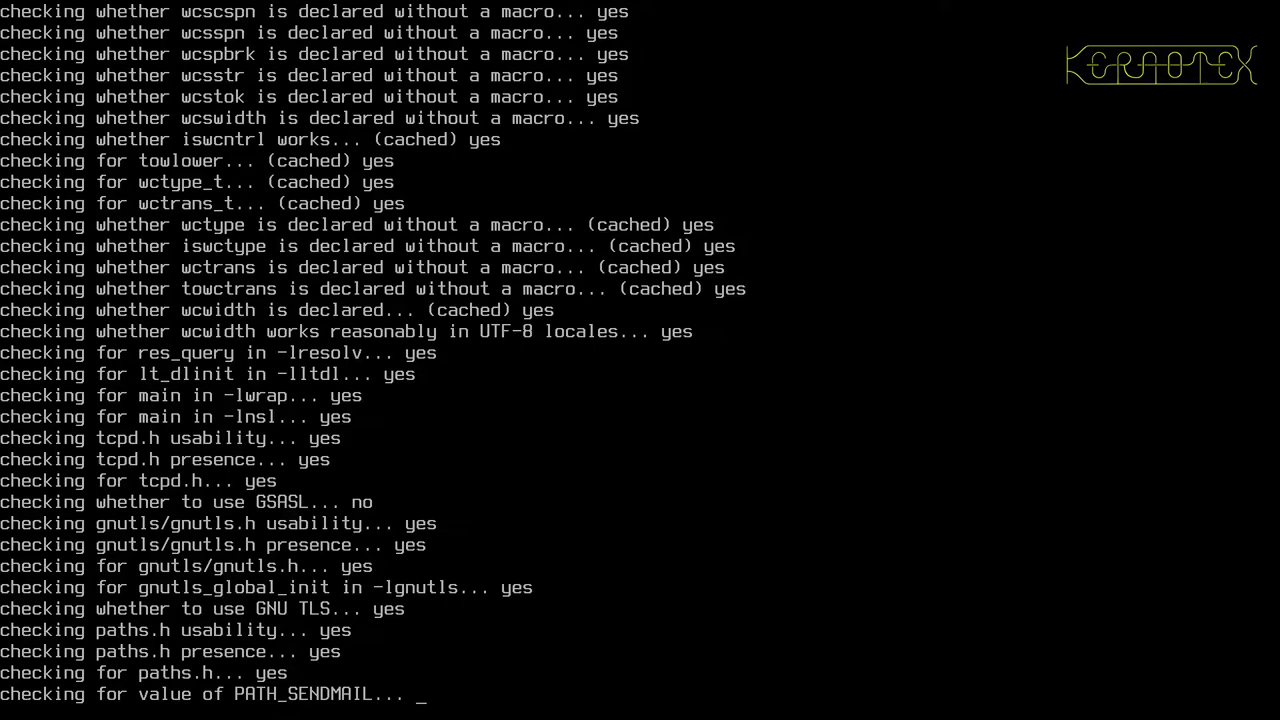 checking whether wcscspn is declared without a macro... yes
checking whether wcsspn is declared without a macro... yes
checking whether wcspbrk is declared without a macro... yes
checking whether wcsstr is declared without a macro... yes
checking whether wcstok is declared without a macro... yes
checking whether wcswidth is declared without a macro... yes
checking whether iswcntrl works... (cached) yes
checking for towlower... (cached) yes
checking for wctype_t... (cached) yes
checking for wctrans_t... (cached) yes
checking whether wctype is declared without a macro... (cached) yes
checking whether iswctype is declared without a macro... (cached) yes
checking whether wctrans is declared without a macro... (cached) yes
checking whether towctrans is declared without a macro... (cached) yes
checking whether wcwidth is declared... (cached) yes
checking whether wcwidth works reasonably in UTF-8 locales... yes
checking for res_query in -lresolv... yes
checking for lt_dlinit in -lltdl... yes
checking for main in -lwrap... yes
checking for main in -lnsl... yes
checking tcpd.h usability... yes
checking tcpd.h presence... yes
checking for tcpd.h... yes
checking whether to use GSASL... no
checking gnutls/gnutls.h usability... yes
checking gnutls/gnutls.h presence... yes
checking for gnutls/gnutls.h... yes
checking for gnutls_global_init in -lgnutls... yes
checking whether to use GNU TLS... yes
checking paths.h usability... yes
checking paths.h presence... yes
checking for paths.h... yes
checking for value of PATH_SENDMAIL... _
KERNOTEX